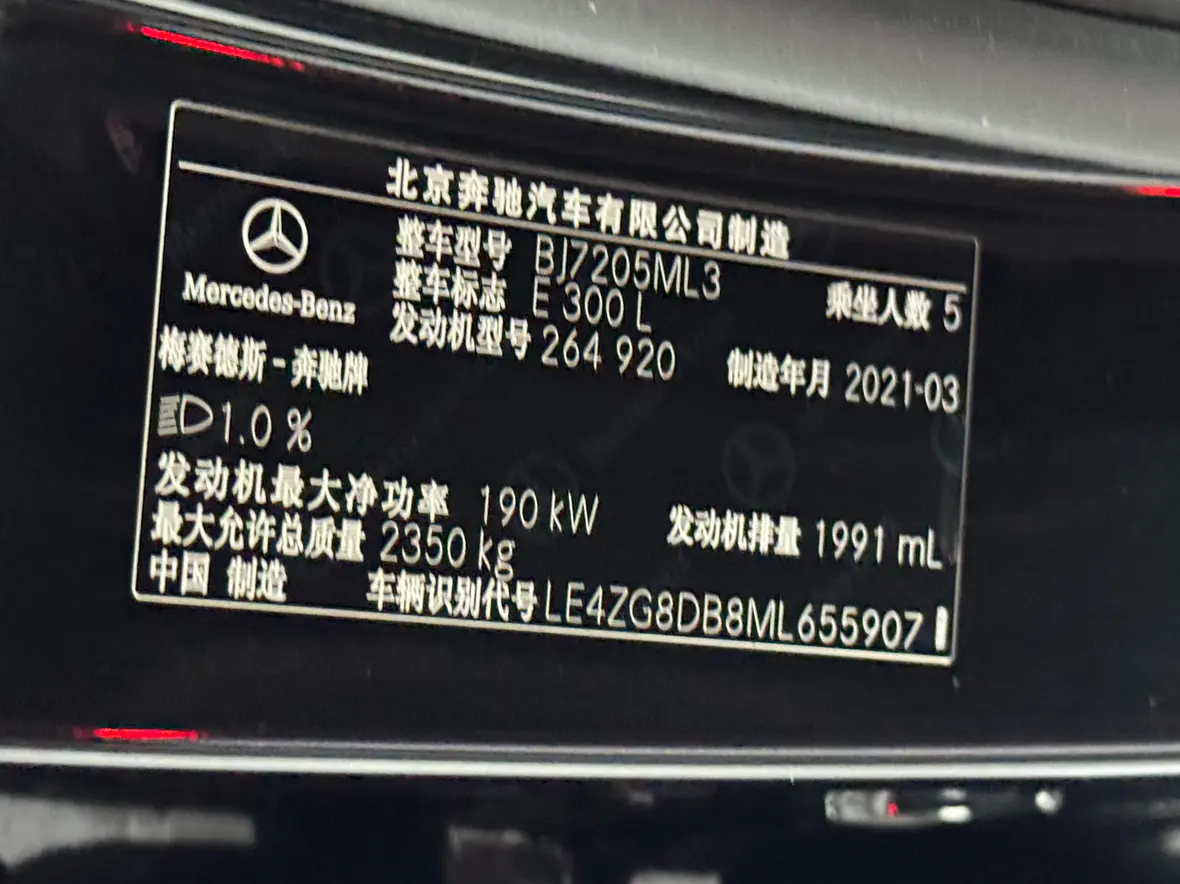 北京奔驰汽车有限公司制造
整车型号 BJ7205ML3
整车标志 E 300 L
乘坐人数 5
发动机型号 264 920
制造年月 2021-03
Mercedes-Benz
梅赛德斯-奔驰牌
1.0 %
发动机最大净功率 190 kW
发动机排量 1991 mL
最大允许总质量 2350 kg
中国 制造
车辆识别代号 LE4ZG8DB8ML655907